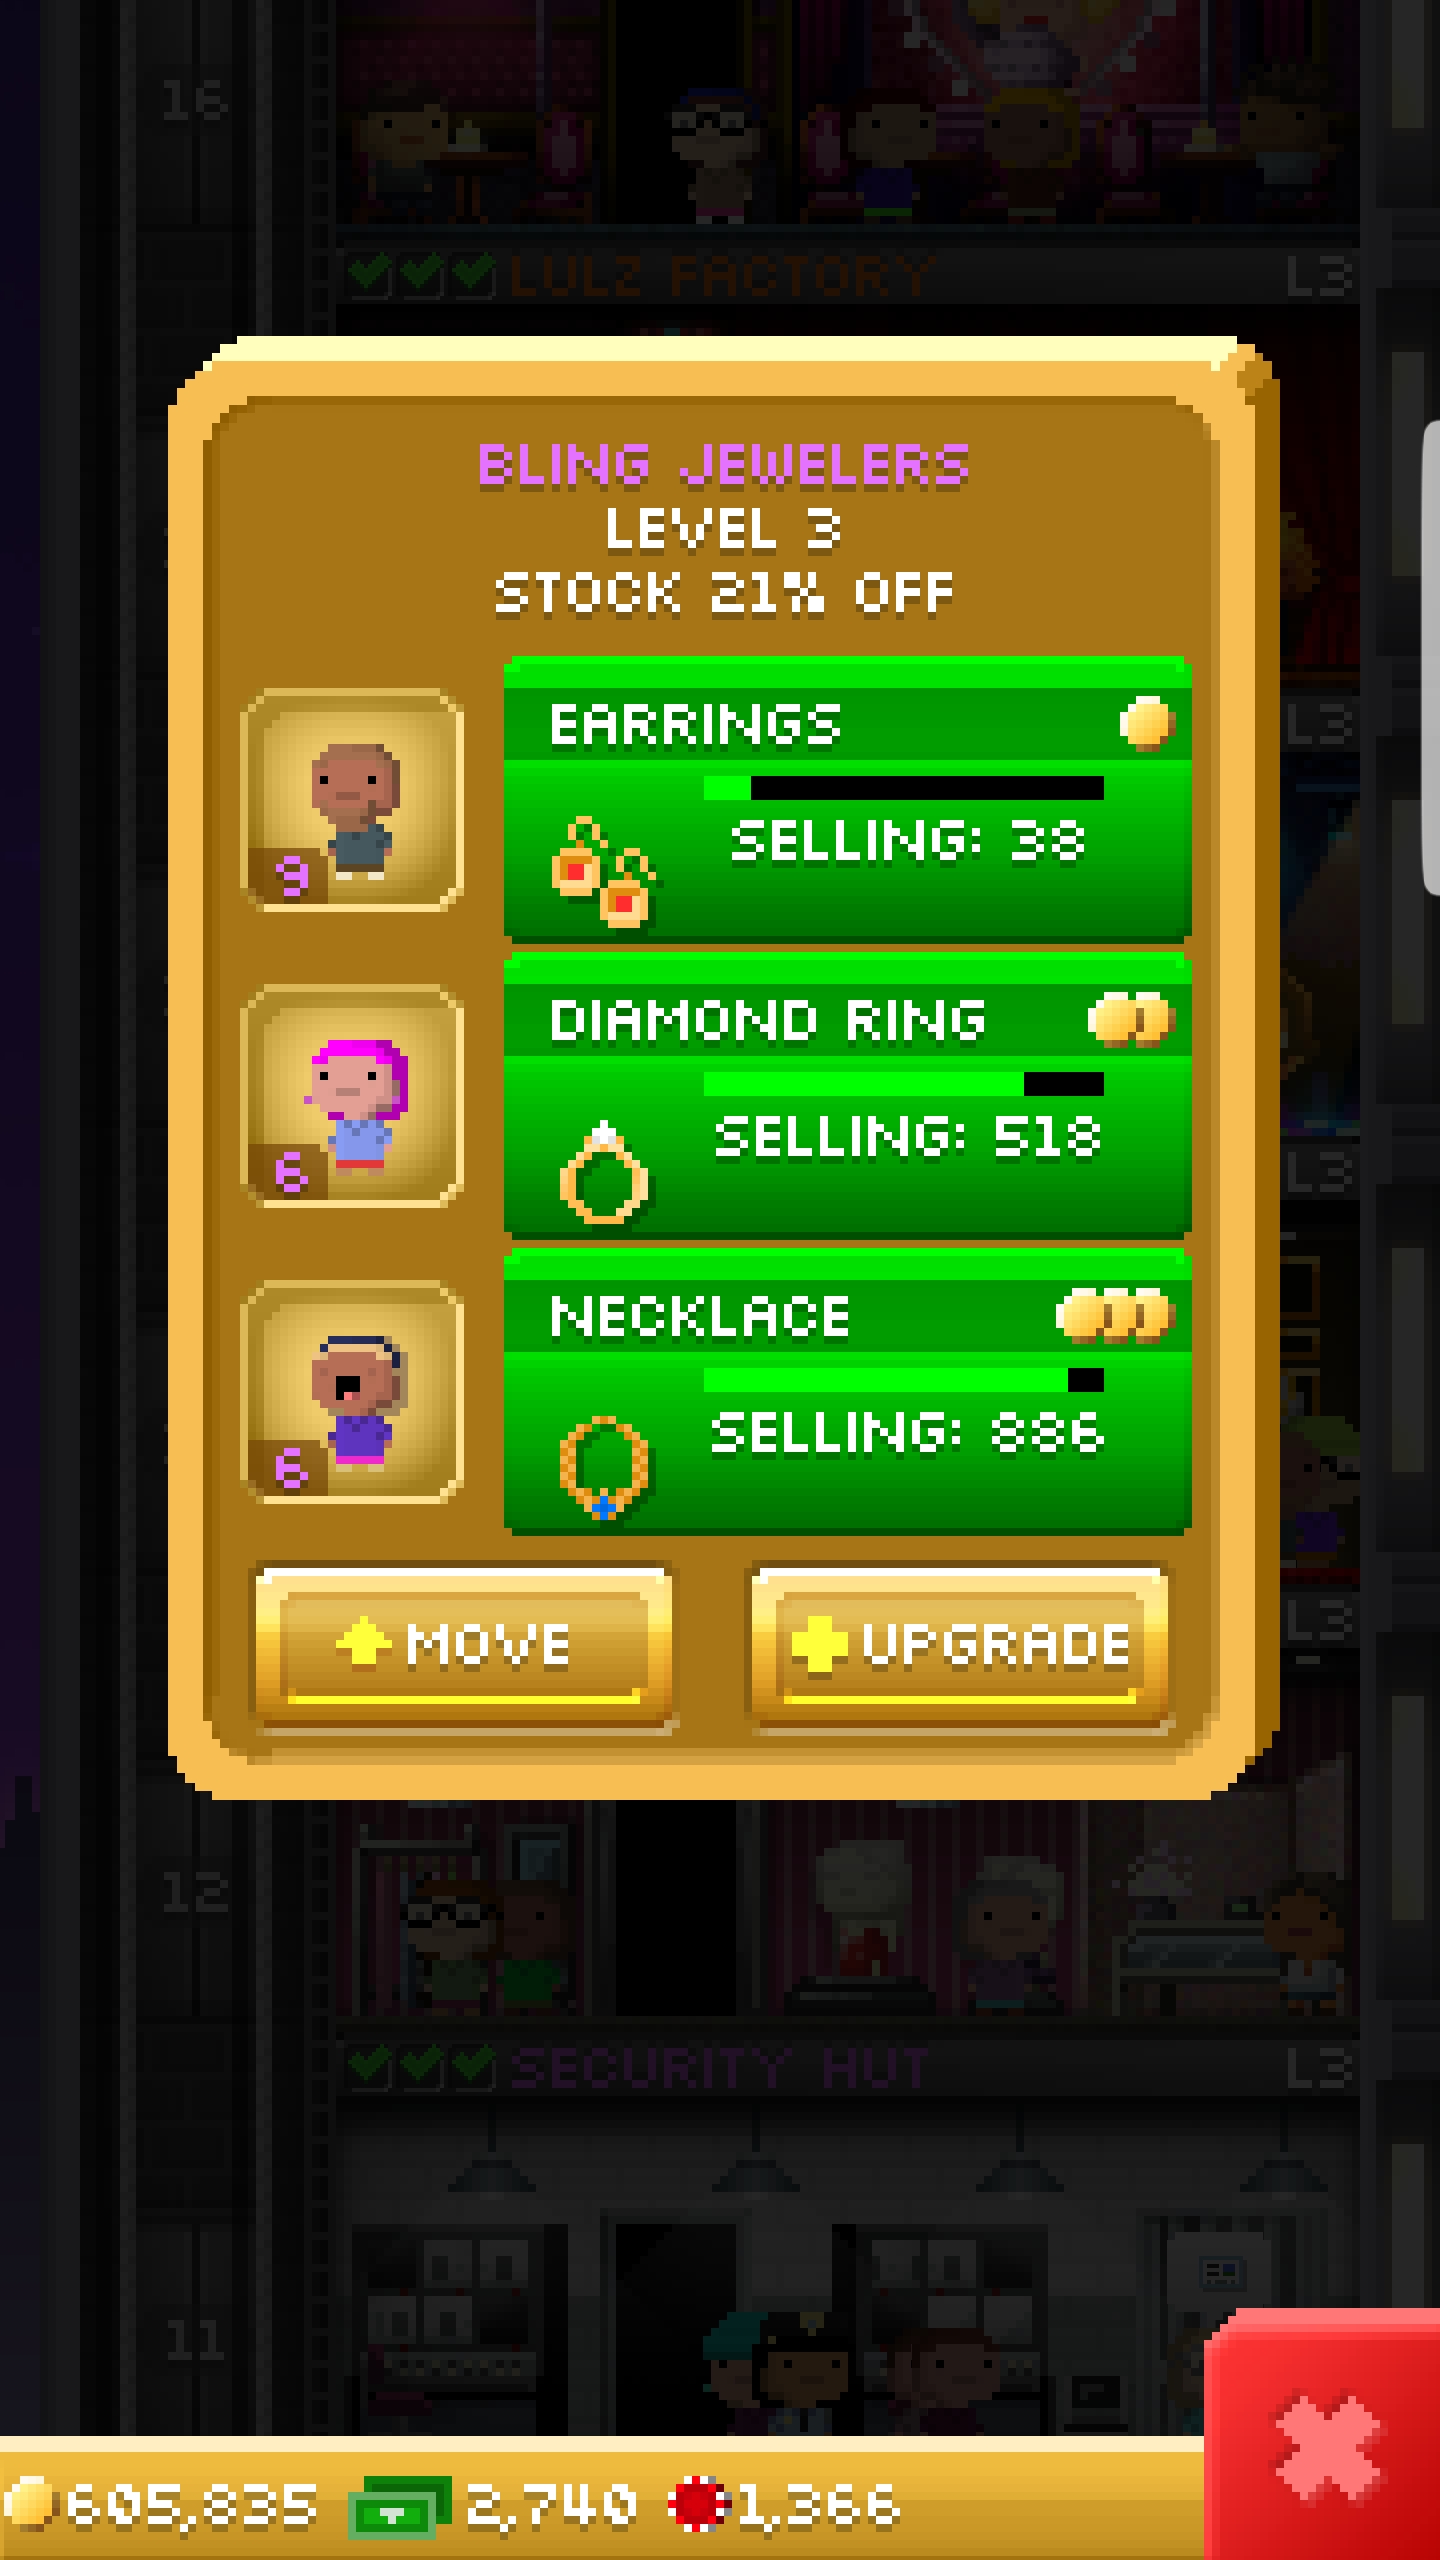 16
LULZ FACTORY L3
BLING JEWELERS
LEVEL 3
STOCK 21% OFF
EARRINGS
SELLING: 38
9
L3
DIAMOND RING
SELLING: 518
6
L3
NECKLACE
SELLING: 886
6
MOVE
UPGRADE
L3
12
SECURITY HUT L3
11
605,835 2,740 1,366